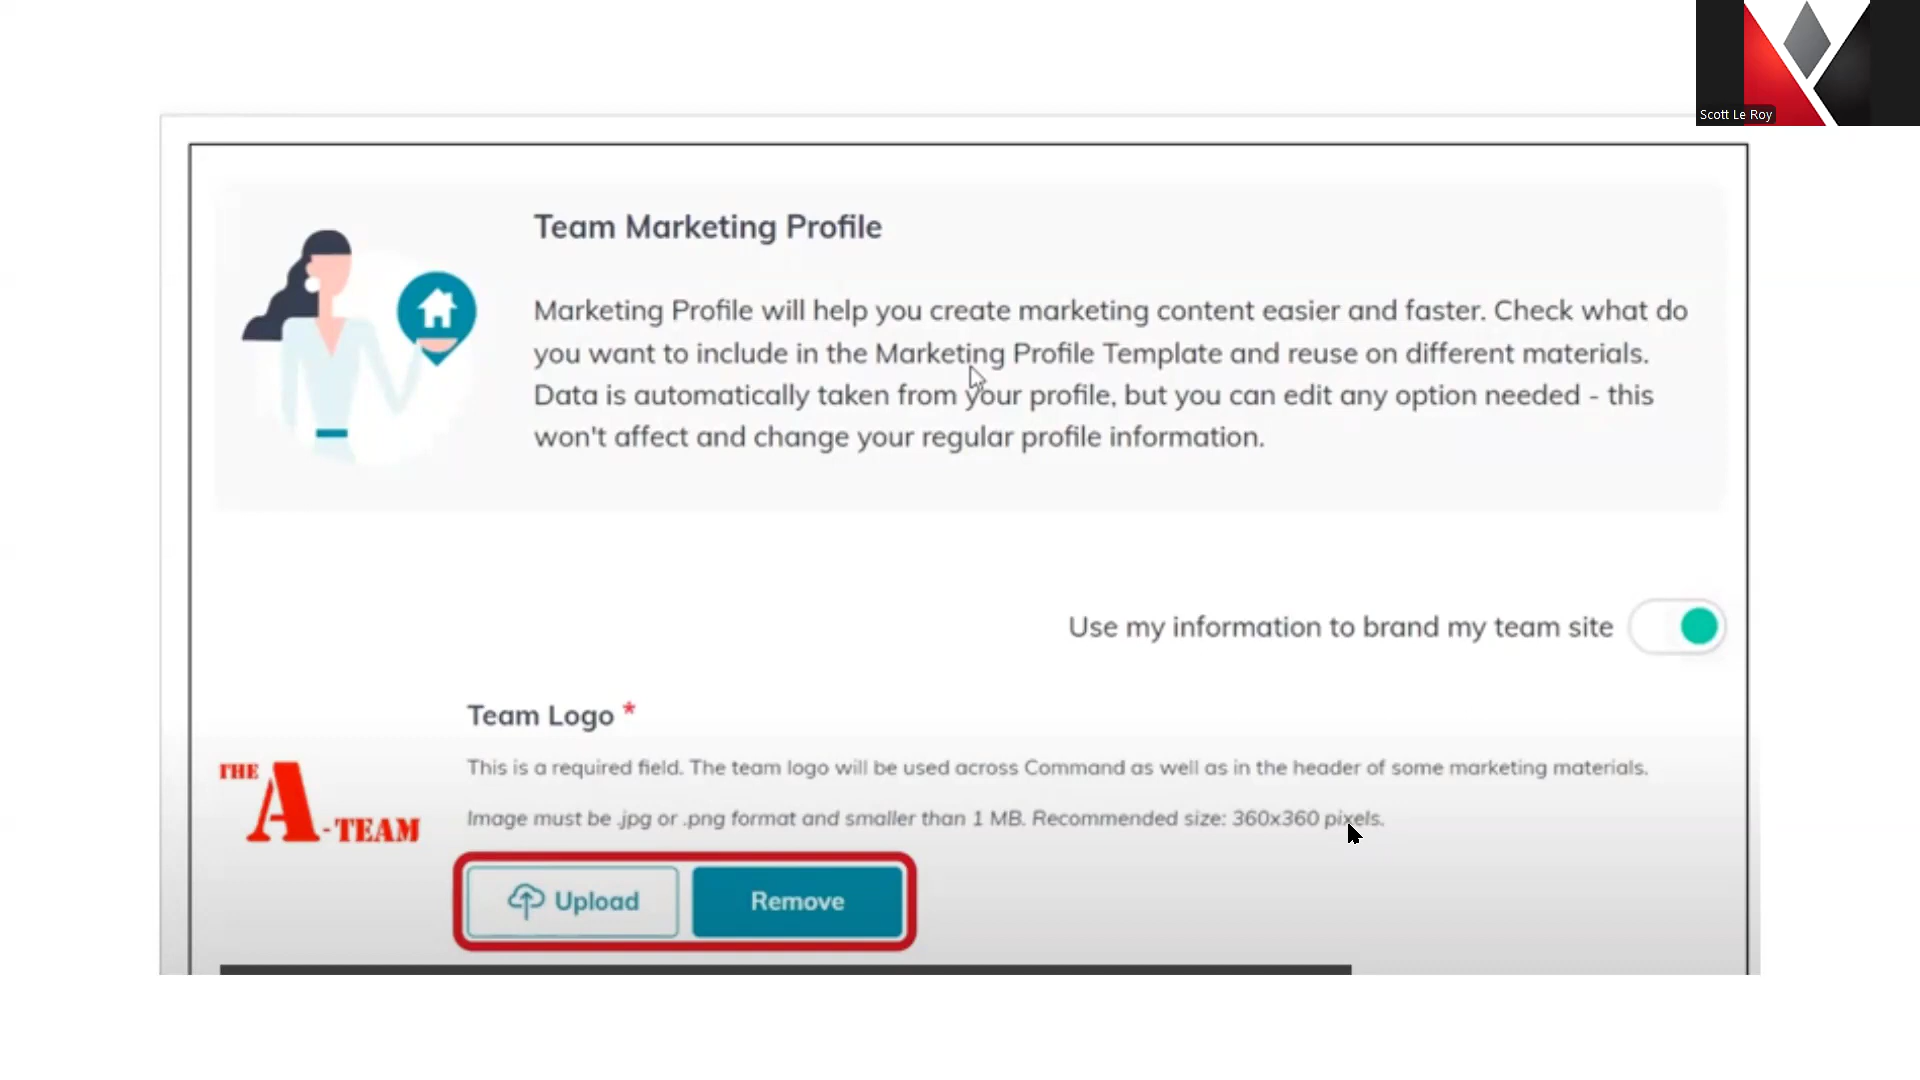 Scott Le Roy
Team Marketing Profile
Marketing Profile will help you create marketing content easier and faster. Check what do
you want to include in the Marketing Profile Template and reuse on different materials.
Data is automatically taken from your profile, but you can edit any option needed - this
won't affect and change your regular profile information.
Use my information to brand my team site
Team Logo *
This is a required field. The team logo will be used across Command as well as in the header of some marketing materials.
THE
A-TEAM
Image must be .jpg or .png format and smaller than 1 MB. Recommended size: 360x360 pixels.
Upload
Remove